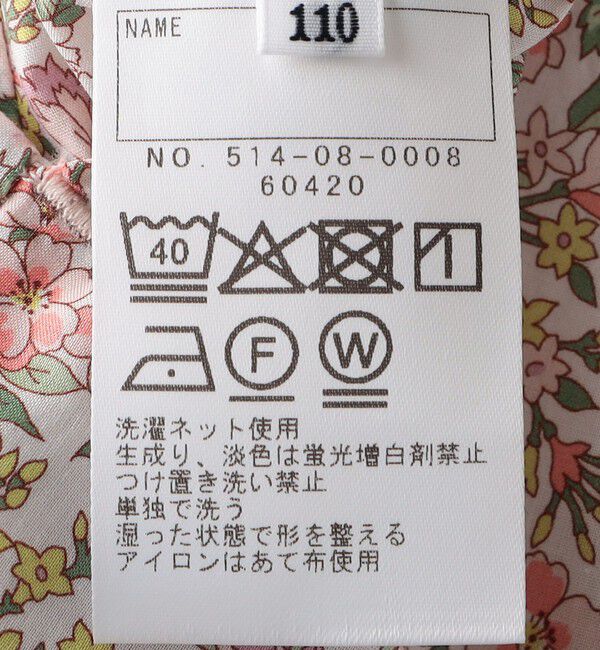 110
NAME
NO. 514-08-0008
60420
40
F
W
洗濯ネット使用
生成り、淡色は蛍光増白剤禁止
つけ置き洗い禁止
単独で洗う
湿った状態で形を整える
アイロンはあて布使用